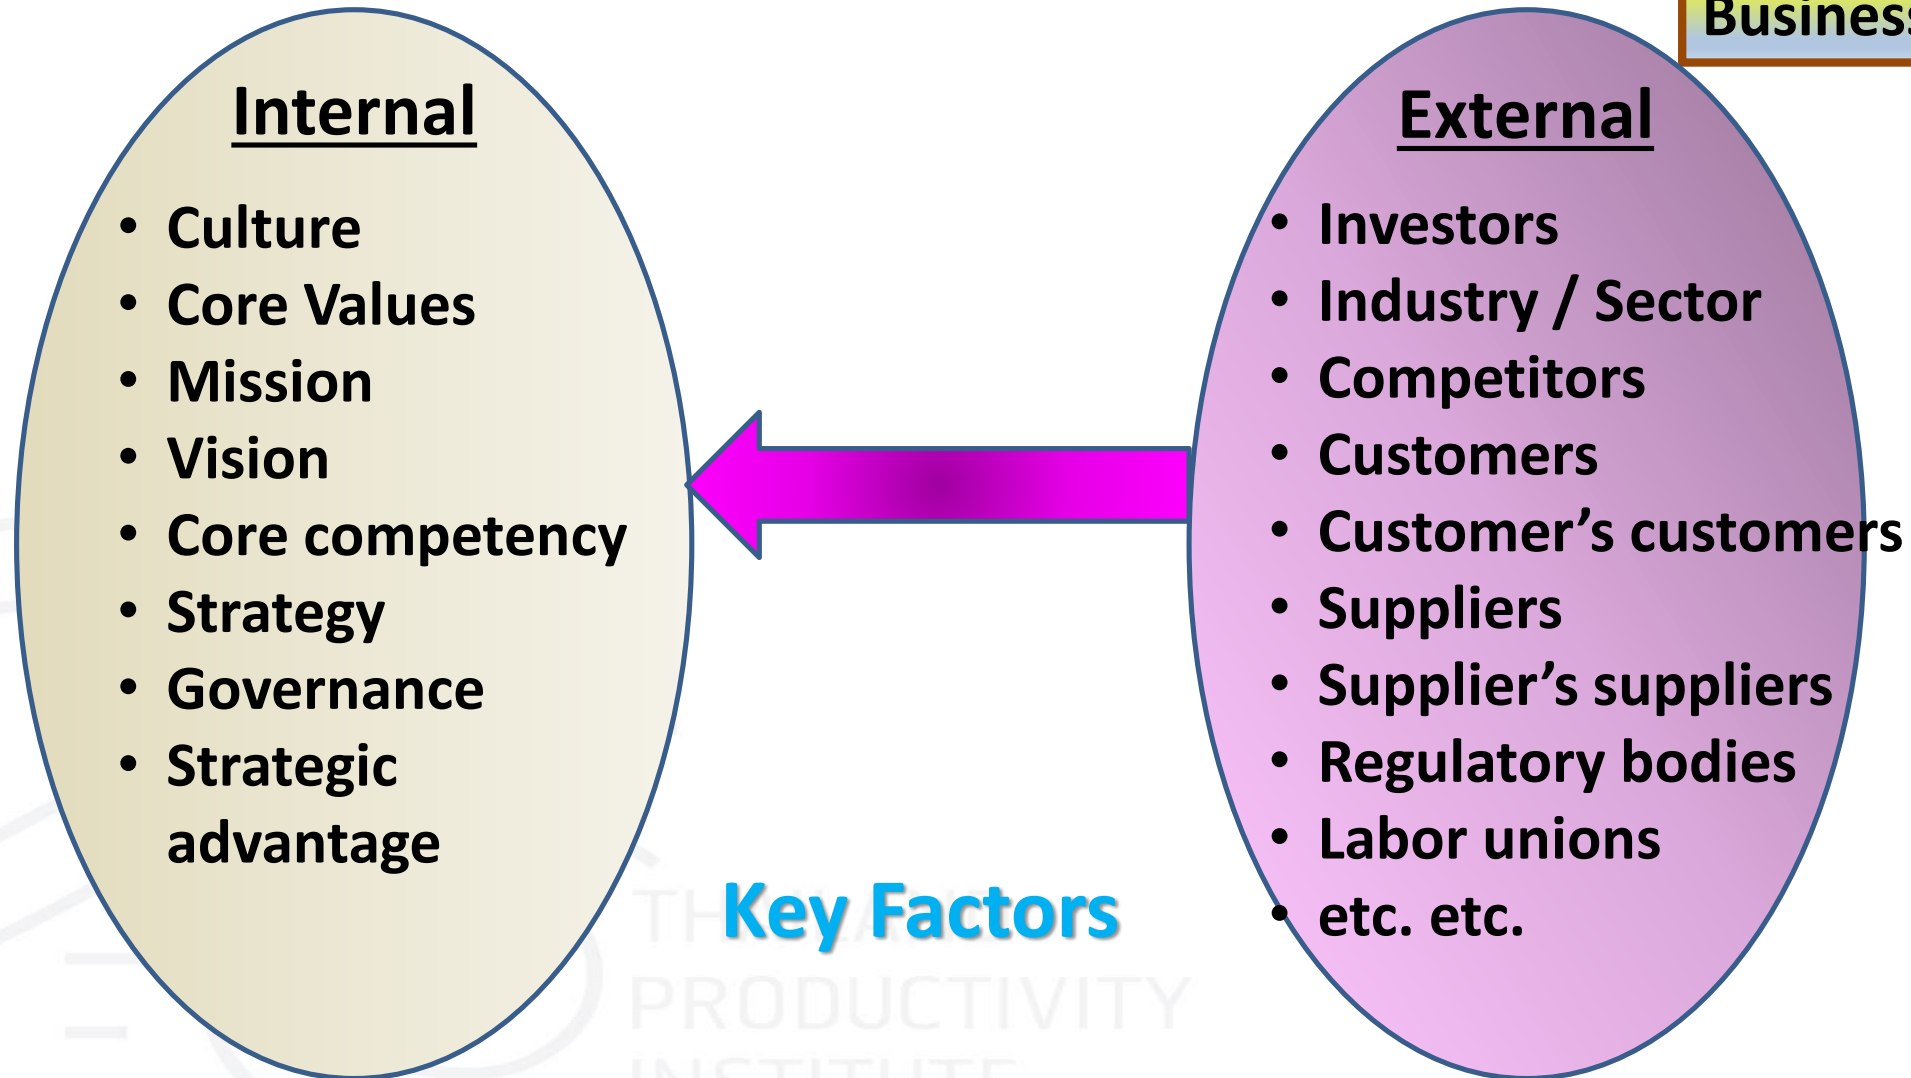 Business
Internal
• Culture
• Core Values
• Mission
• Vision
• Core competency
• Strategy
• Governance
• Strategic
advantage
External
• Investors
• Industry / Sector
• Competitors
• Customers
• Customer’s customers
• Suppliers
• Supplier’s suppliers
• Regulatory bodies
• Labor unions
• etc. etc.
Key Factors
PRODUCTIVITY
INSTITUTE